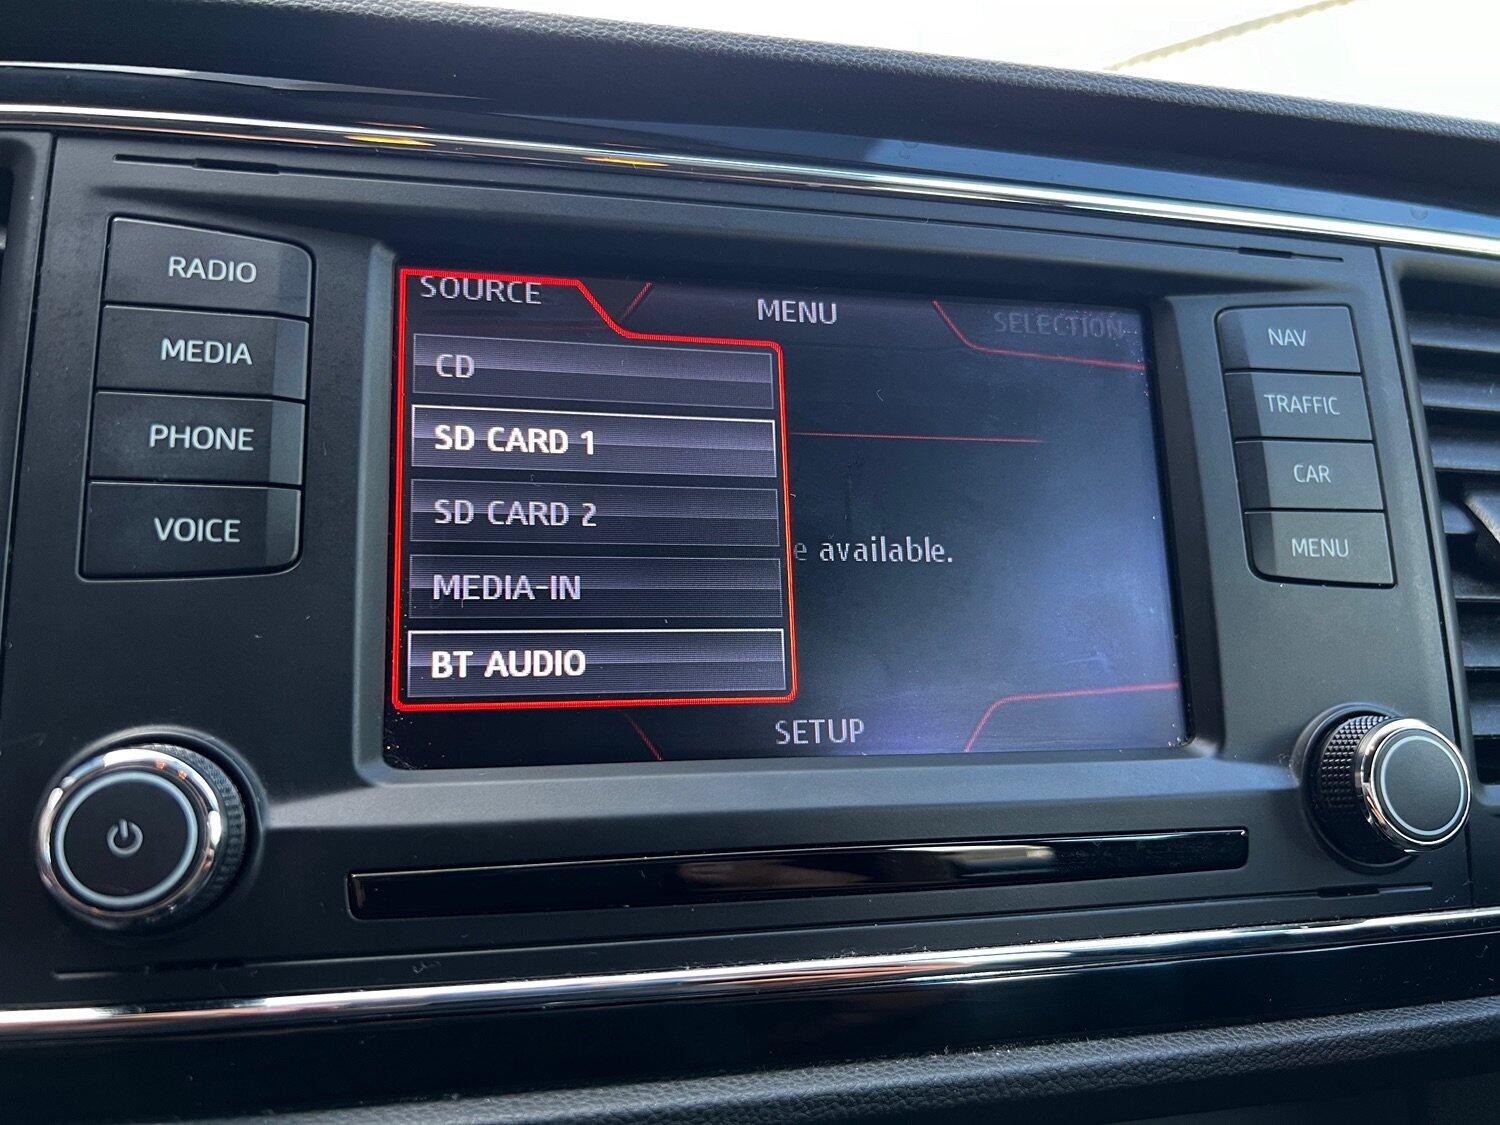 RADIO
MEDIA
PHONE
VOICE
SOURCE
MENU
SELECTION
CD
SD CARD 1
SD CARD 2
MEDIA-IN
BT AUDIO
available.
SETUP
NAV
TRAFFIC
CAR
MENU